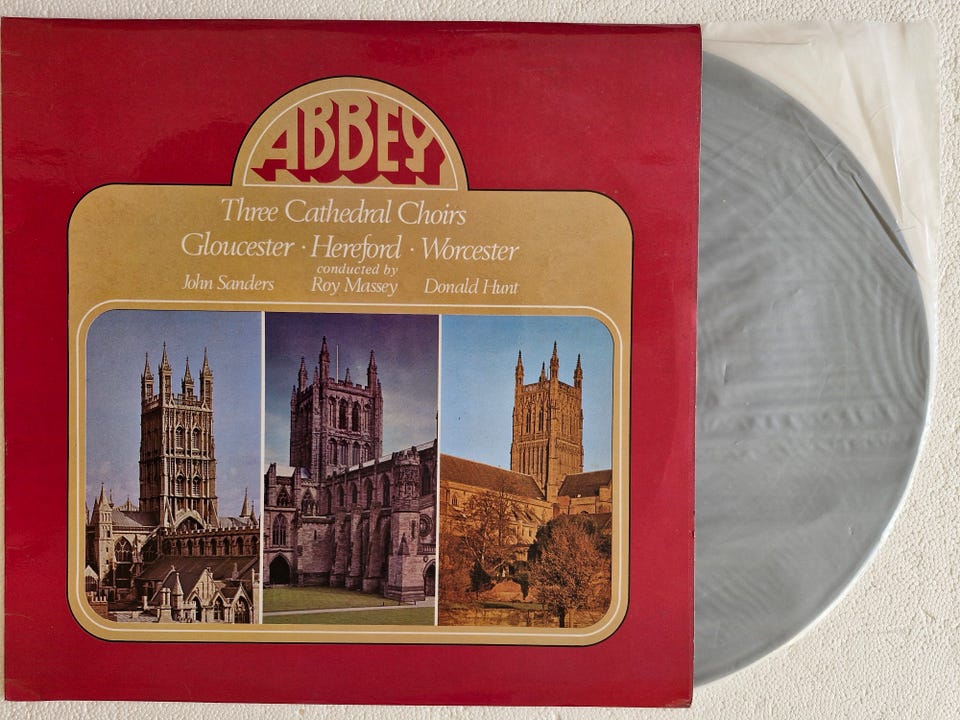 ABBEY
Three Cathedral Choirs
Gloucester · Hereford · Worcester
conducted by
John Sanders Roy Massey Donald Hunt